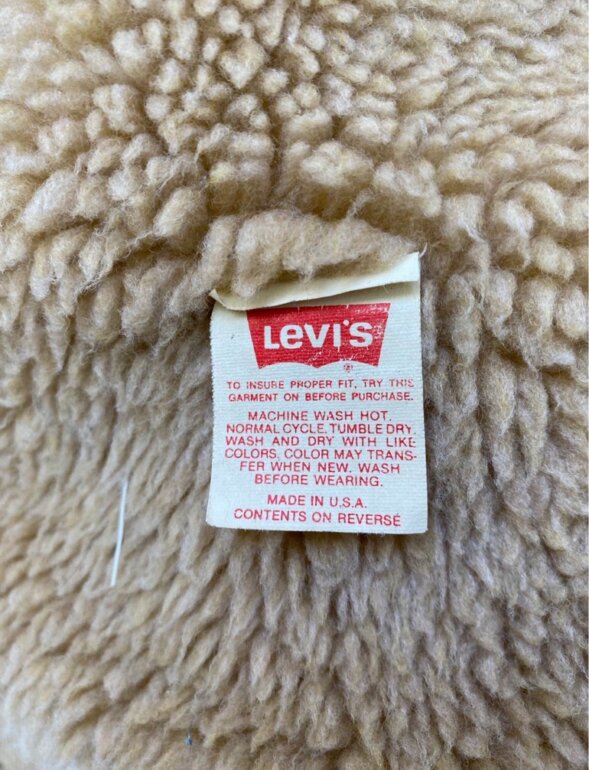 LEVI'S
®
TO INSURE PROPER FIT, TRY THIS
GARMENT ON BEFORE PURCHASE.
MACHINE WASH HOT,
NORMAL CYCLE. TUMBLE DRY.
WASH AND DRY WITH LIKE
COLORS. COLOR MAY TRANS-
FER WHEN NEW. WASH
BEFORE WEARING.
MADE IN U.S.A.
CONTENTS ON REVERSE